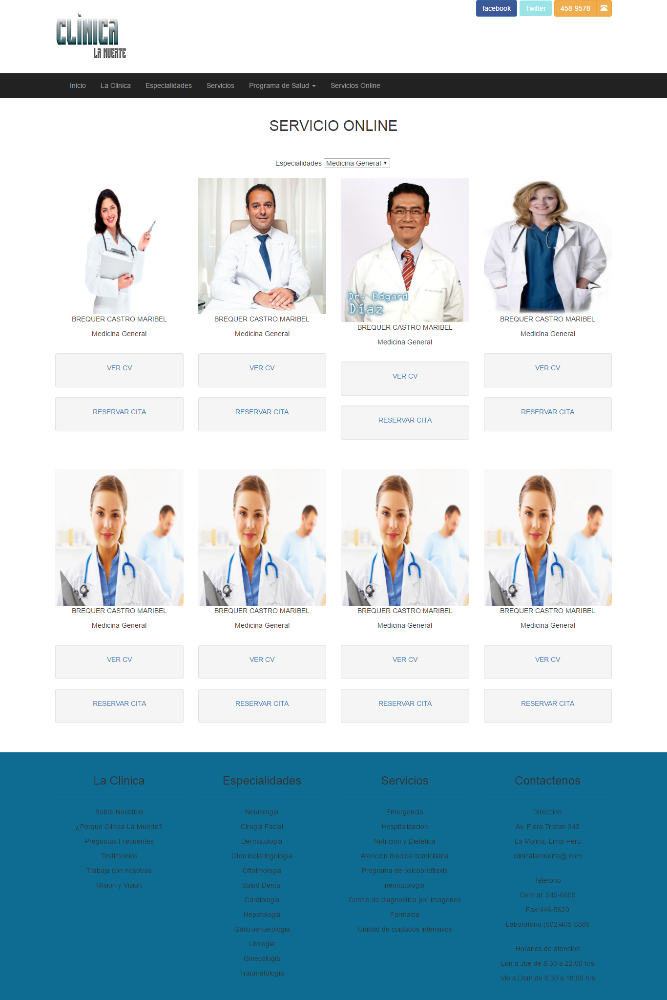 facebook Twitter 458-9578
CLÍNICA
LA MUERTE
Inicio La Clinica Especialidades Servicios Programa de Salud Servicios Online
SERVICIO ONLINE
Especialidades Medicina General
Dr. Edgard
Díaz
BREQUER CASTRO MARIBEL BREQUER CASTRO MARIBEL BREQUER CASTRO MARIBEL BREQUER CASTRO MARIBEL
Medicina General Medicina General Medicina General Medicina General
VER CV VER CV VER CV VER CV
RESERVAR CITA RESERVAR CITA RESERVAR CITA RESERVAR CITA
BREQUER CASTRO MARIBEL BREQUER CASTRO MARIBEL BREQUER CASTRO MARIBEL BREQUER CASTRO MARIBEL
Medicina General Medicina General Medicina General Medicina General
VER CV VER CV VER CV VER CV
RESERVAR CITA RESERVAR CITA RESERVAR CITA RESERVAR CITA
La Clinica
Sobre Nosotros
¿Porque Clinica La Muerte?
Preguntas Frecuentes
Testimonios
Trabaja con nosotros
Mision y Vision
Especialidades
Neurologia
Cirugia Facial
Dermatologia
Otorrinolaringologia
Oftalmologia
Salud Dental
Cardiologia
Hepatologia
Gastroenterologia
Urologia
Ginecologia
Traumatologia
Servicios
Emergencia
Hospitalizacion
Nutricion y Dietetica
Atencion medica domiciliaria
Programa de psicoprofilaxis
neonatologia
Centro de diagnostico por imagenes
Farmacia
Unidad de cuidados intensivos
Contactenos
Direccion
Av. Flora Tristan 343
La Molina, Lima-Peru
clinicalamuerte@.com
Telefono
Central: 545-6605
Fax:446-5620
Laboratorio:(502)405-6589
Horarios de atencion
Lun a Jue de 8:30 a 22:00 hrs
Vie a Dom de 8:30 a 18:00 hrs